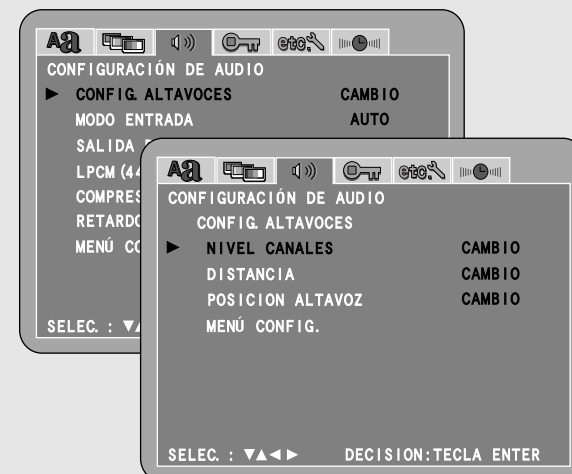 Aa etc.
CONFIGURACIÓN DE AUDIO
► CONFIG. ALTAVOCES CAMBIO
MODO ENTRADA AUTO
SALIDA
LPCM (44
COMPRES
RETARDO
MENÚ CO
SELEC. : ▼▲
Aa etc.
CONFIGURACIÓN DE AUDIO
CONFIG. ALTAVOCES
► NIVEL CANALES CAMBIO
DISTANCIA CAMBIO
POSICION ALTAVOZ CAMBIO
MENÚ CONFIG.
SELEC. : ▼▲◄► DECISION:TECLA ENTER